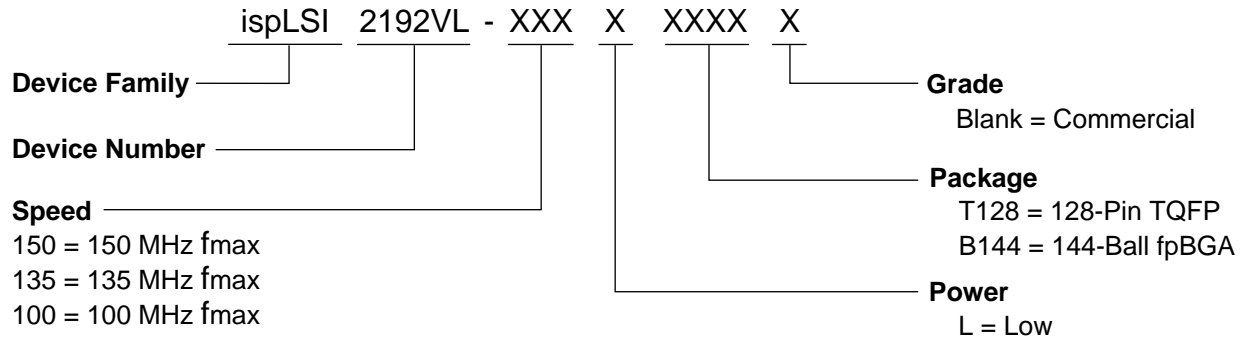 ispLSI 2192VL - XXX X XXXX X
Device Family
Device Number
Speed
150 = 150 MHz fmax
135 = 135 MHz fmax
100 = 100 MHz fmax
Grade
Blank = Commercial
Package
T128 = 128-Pin TQFP
B144 = 144-Ball fpBGA
Power
L = Low